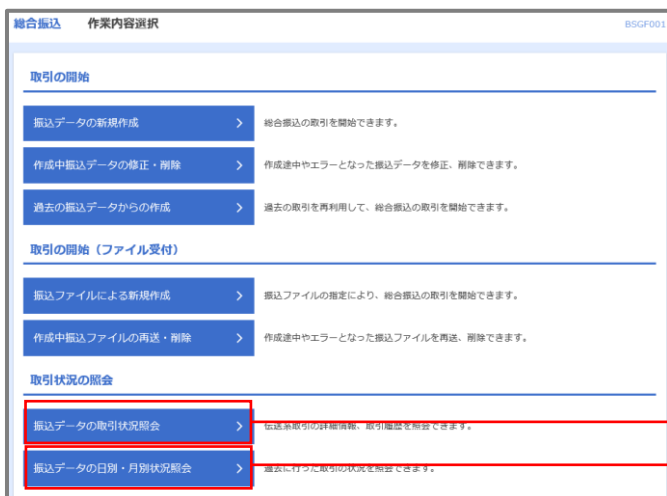 総合振込 作業内容選択 BSGF001
取引の開始
振込データの新規作成 総合振込の取引を開始できます。
作成中振込データの修正・削除 作成途中やエラーとなった振込データを修正、削除できます。
過去の振込データからの作成 過去の取引を再利用して、総合振込の取引を開始できます。
取引の開始（ファイル受付）
振込ファイルによる新規作成 振込ファイルの指定により、総合振込の取引を開始できます。
作成中振込ファイルの再送・削除 作成途中やエラーとなった振込ファイルを再送、削除できます。
取引状況の照会
振込データの取引状況照会 伝送系取引の詳細情報、取引履歴を照会できます。
振込データの日別・月別状況照会 過去に行った取引の状況を照会できます。